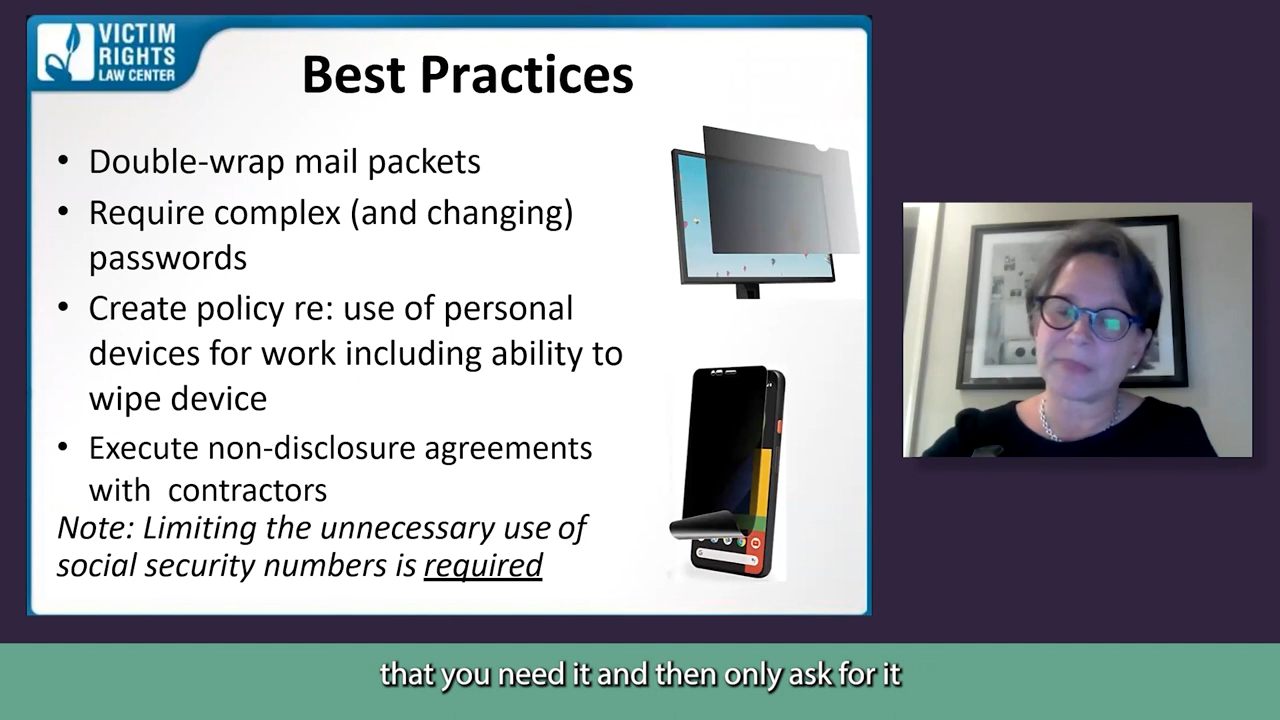 VICTIM
RIGHTS
LAW CENTER
Best Practices
• Double-wrap mail packets
• Require complex (and changing)
passwords
• Create policy re: use of personal
devices for work including ability to
wipe device
• Execute non-disclosure agreements
with contractors
Note: Limiting the unnecessary use of
social security numbers is required
that you need it and then only ask for it